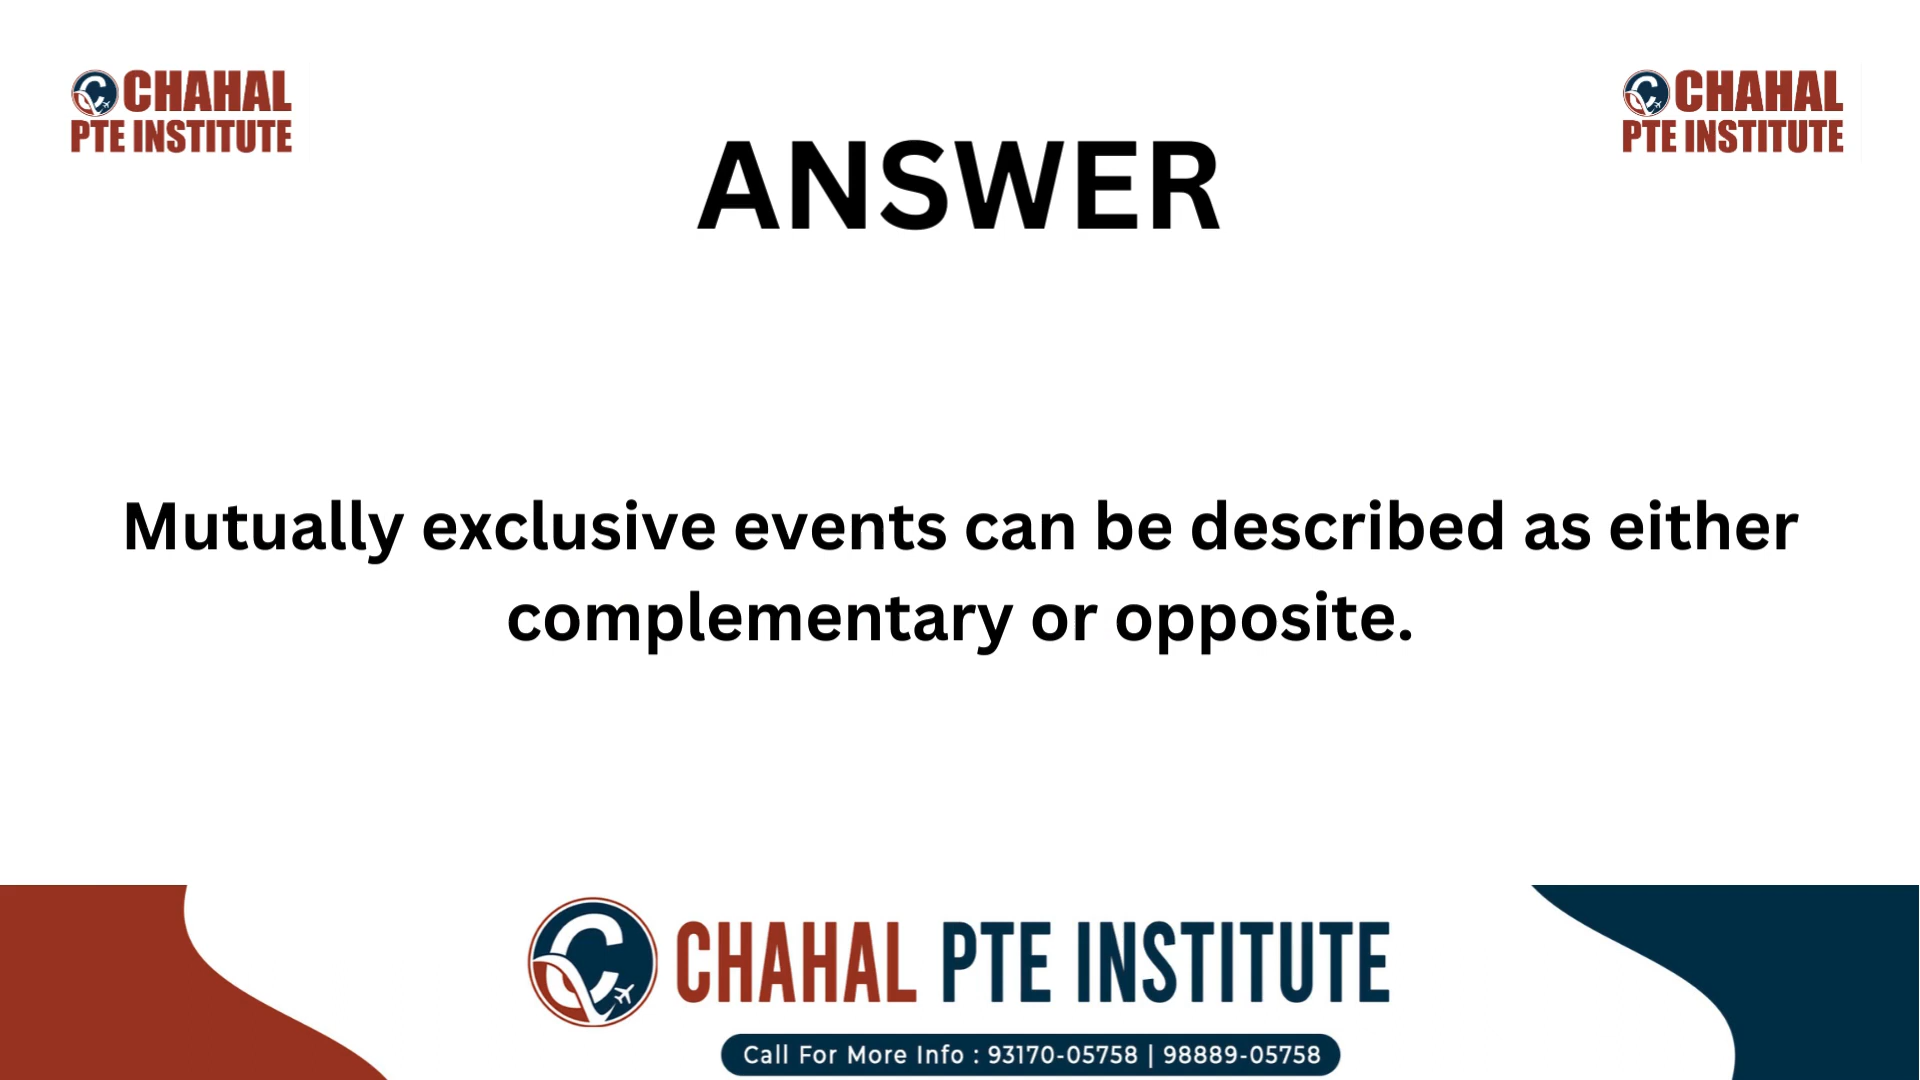 CHAHAL
PTE INSTITUTE
CHAHAL
PTE INSTITUTE
ANSWER
Mutually exclusive events can be described as either
complementary or opposite.
CHAHAL PTE INSTITUTE
Call For More Info : 93170-05758 | 98889-05758